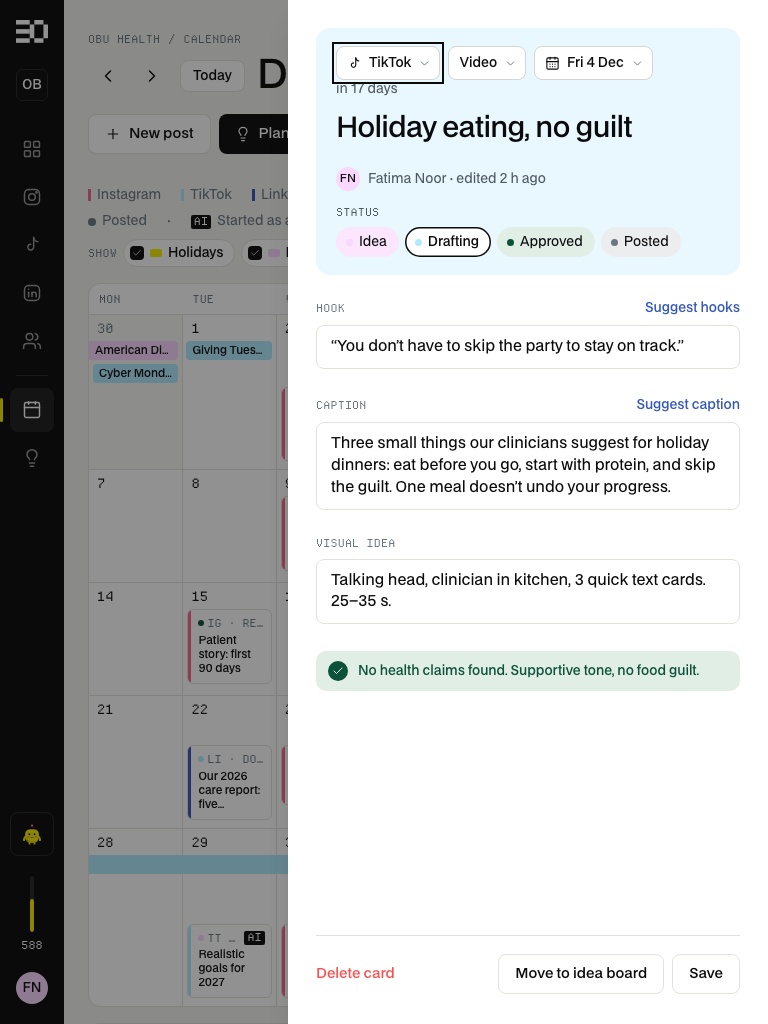 OBU HEALTH / CALENDAR
OB
Today
D
New post
Plan
Instagram
TikTok
Link
Posted
·
AI
Started as a
SHOW
Holidays
MON
TUE
30
1
American Di…
Giving Tues…
Cyber Mond…
7
8
14
15
IG · RE…
Patient
story: first
90 days
21
22
LI · DO…
Our 2026
care report:
five…
28
29
TT …
AI
Realistic
goals for
2027
588
FN
TikTok
Video
Fri 4 Dec
in 17 days
Holiday eating, no guilt
FN
Fatima Noor · edited 2 h ago
STATUS
Idea
Drafting
Approved
Posted
HOOK
Suggest hooks
“You don’t have to skip the party to stay on track.”
CAPTION
Suggest caption
Three small things our clinicians suggest for holiday
dinners: eat before you go, start with protein, and skip
the guilt. One meal doesn’t undo your progress.
VISUAL IDEA
Talking head, clinician in kitchen, 3 quick text cards.
25–35 s.
No health claims found. Supportive tone, no food guilt.
Delete card
Move to idea board
Save